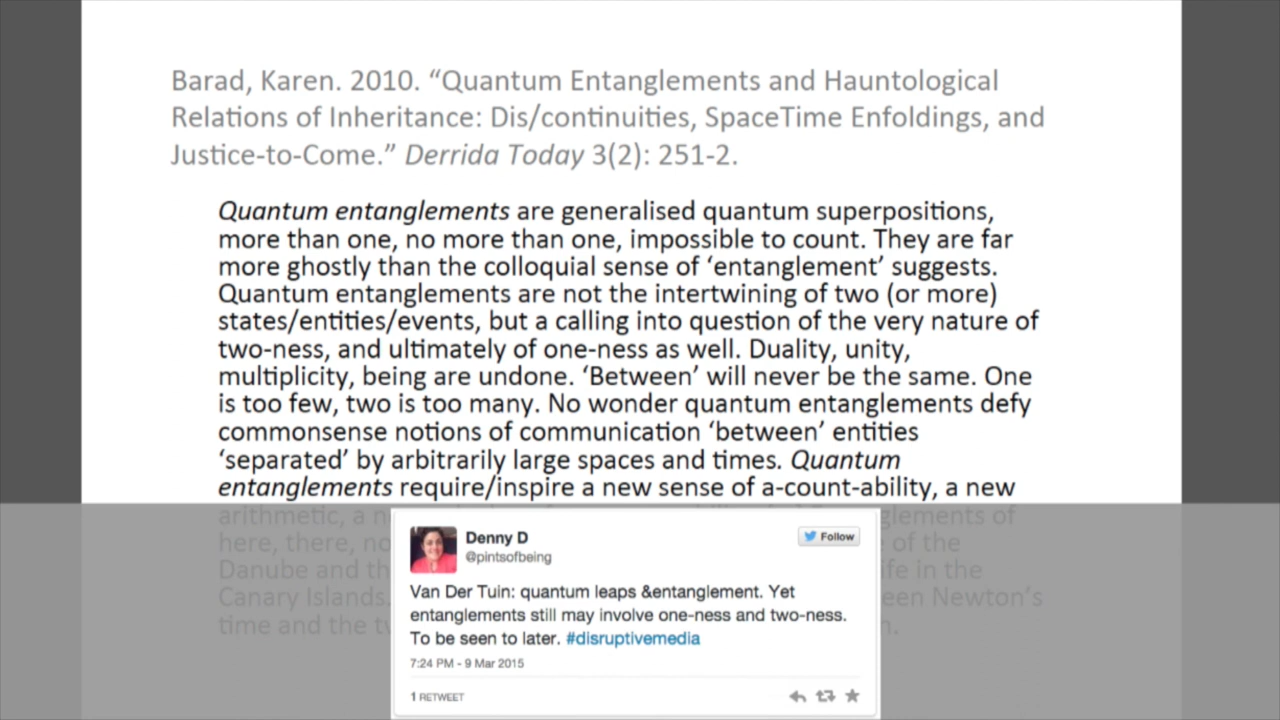 Barad, Karen. 2010. “Quantum Entanglements and Hauntological
Relations of Inheritance: Dis/continuities, SpaceTime Enfoldings, and
Justice-to-Come.” Derrida Today 3(2): 251-2.
Quantum entanglements are generalised quantum superpositions,
more than one, no more than one, impossible to count. They are far
more ghostly than the colloquial sense of ‘entanglement’ suggests.
Quantum entanglements are not the intertwining of two (or more)
states/entities/events, but a calling into question of the very nature of
two-ness, and ultimately of one-ness as well. Duality, unity,
multiplicity, being are undone. ‘Between’ will never be the same. One
is too few, two is too many. No wonder quantum entanglements defy
commonsense notions of communication ‘between’ entities
‘separated’ by arbitrarily large spaces and times. Quantum
entanglements require/inspire a new sense of a-count-ability, a new
arithmetic, a of
here, there, of the
Danube and life in the
Canary Islands. Newton’s
time and the
Denny D
@pintsofbeing
Follow
Van Der Tuin: quantum leaps &entanglement. Yet
entanglements still may involve one-ness and two-ness.
To be seen to later. #disruptivemedia
7:24 PM - 9 Mar 2015
1 RETWEET